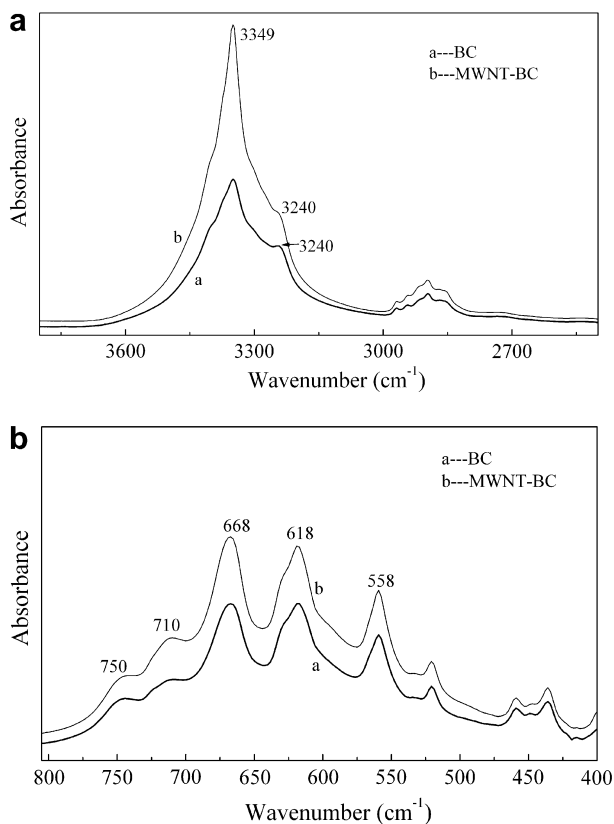 a
3349
a---BC
b---MWNT-BC
Absorbance
3240
3240
b
a
3600 3300 3000 2700
Wavenumber (cm⁻¹)
b
a---BC
b---MWNT-BC
Absorbance
668
618
558
710
750
b
a
800 750 700 650 600 550 500 450 400
Wavenumber (cm⁻¹)